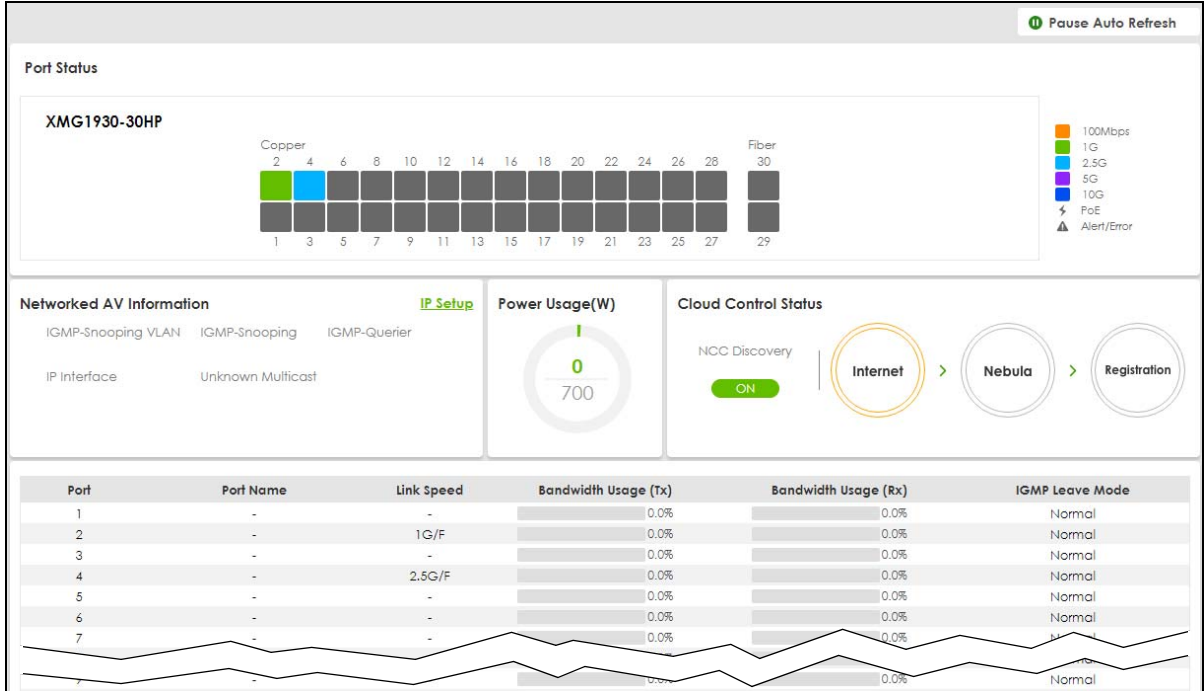 Pause Auto Refresh
Port Status
XMG1930-30HP
Copper
Fiber
2 4 6 8 10 12 14 16 18 20 22 24 26 28 30
1 3 5 7 9 11 13 15 17 19 21 23 25 27 29
100Mbps
1G
2.5G
5G
10G
PoE
Alert/Error
Networked AV Information IP Setup
IGMP-Snooping VLAN IGMP-Snooping IGMP-Querier
IP Interface Unknown Multicast
Power Usage(W)
0
700
Cloud Control Status
NCC Discovery
ON
Internet > Nebula > Registration
Port Port Name Link Speed Bandwidth Usage (Tx) Bandwidth Usage (Rx) IGMP Leave Mode
1 - - 0.0% 0.0% Normal
2 - 1G/F 0.0% 0.0% Normal
3 - - 0.0% 0.0% Normal
4 - 2.5G/F 0.0% 0.0% Normal
5 - - 0.0% 0.0% Normal
6 - - 0.0% 0.0% Normal
7 - - 0.0% 0.0%
- 0.0% Normal